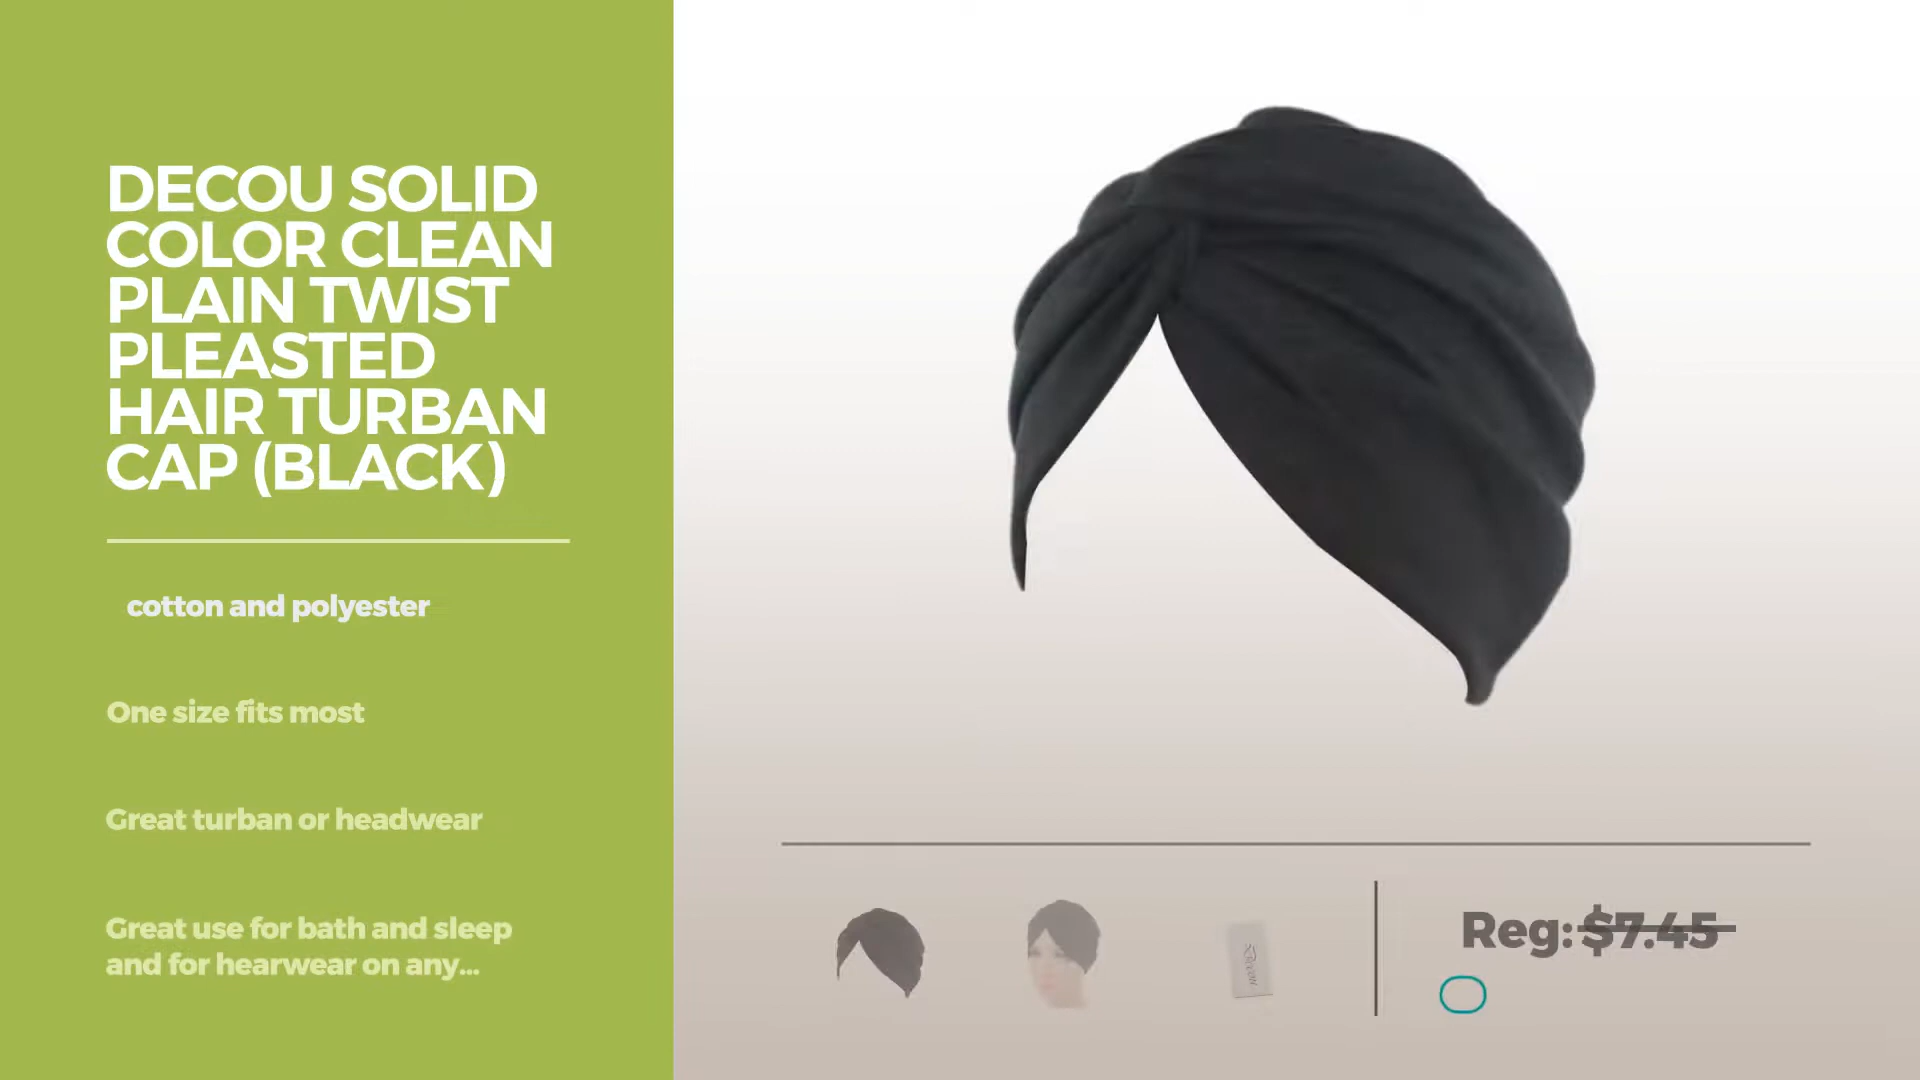 DECOU SOLID
COLOR CLEAN
PLAIN TWIST
PLEASTED
HAIR TURBAN
CAP (BLACK)
cotton and polyester
One size fits most
Great turban or headwear
Great use for bath and sleep
and for hearwear on any...
Reg: $7.45